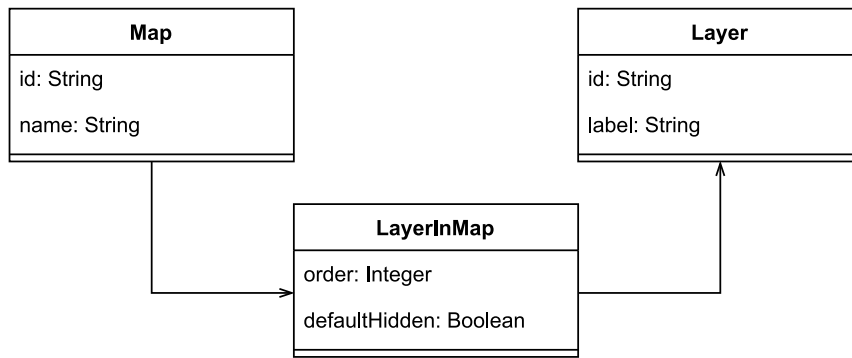 Map
id: String
name: String
Layer
id: String
label: String
LayerInMap
order: Integer
defaultHidden: Boolean